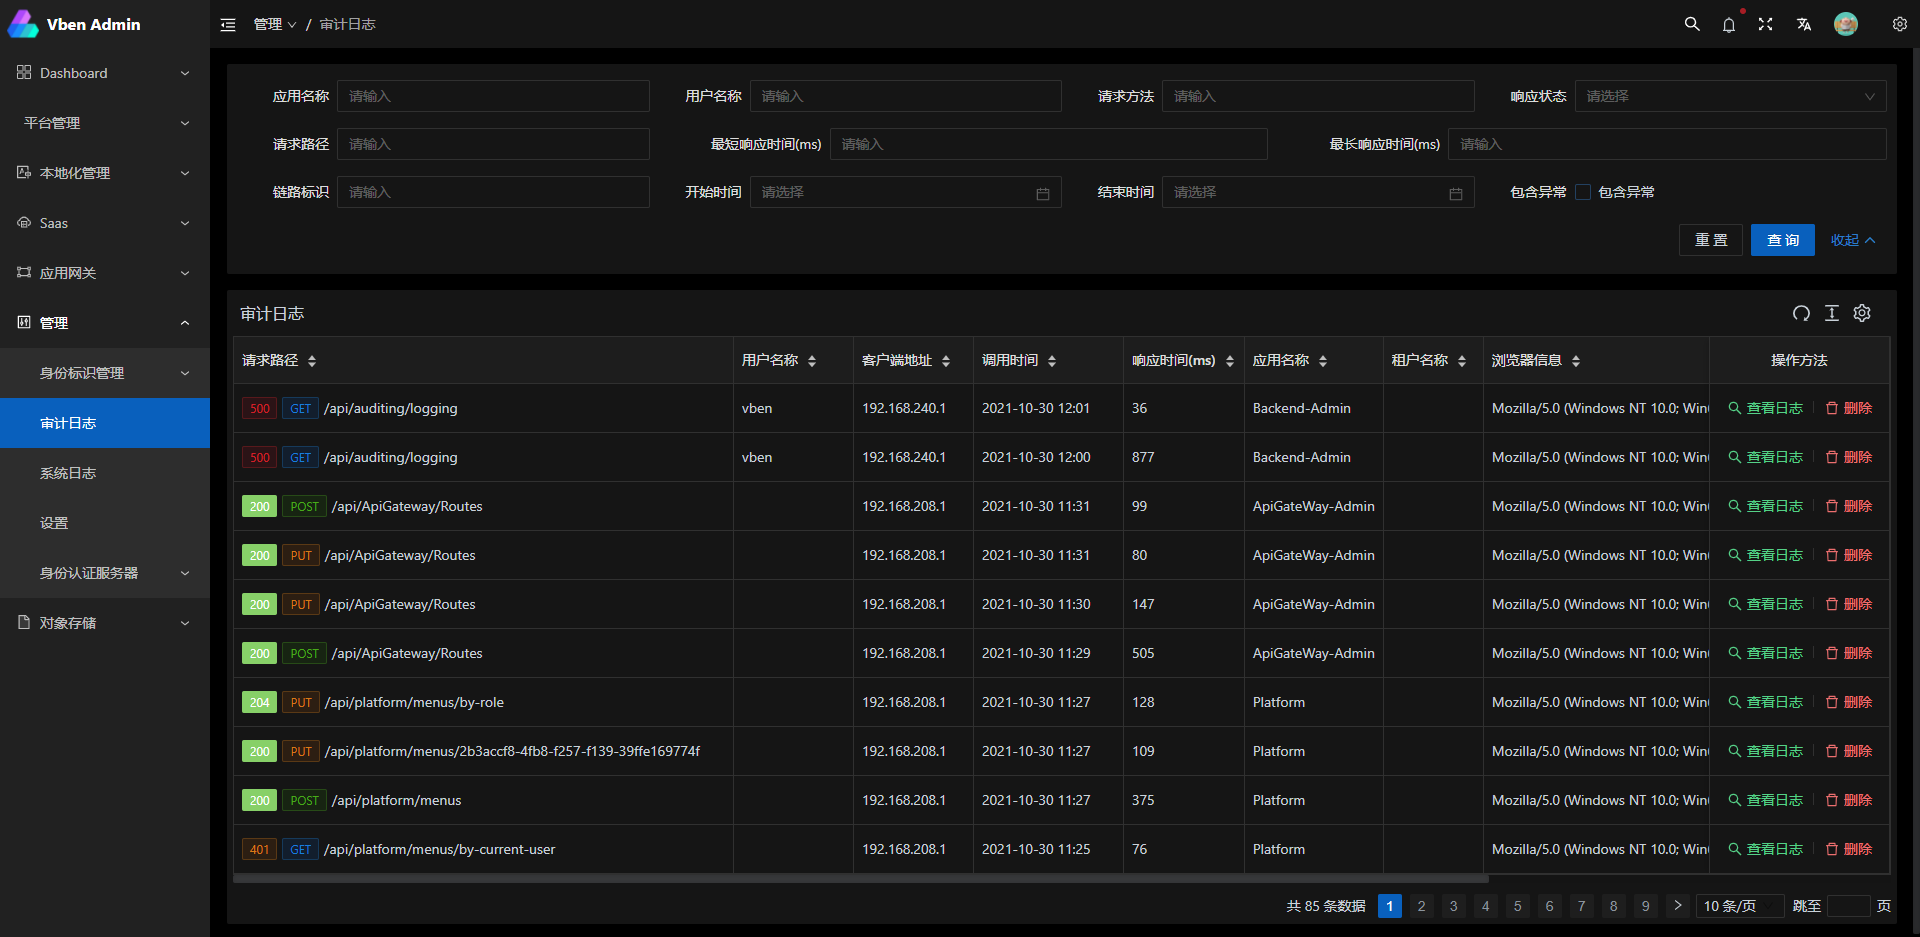 Vben Admin
管理 / 审计日志
Dashboard
平台管理
本地化管理
Saas
应用网关
管理
身份标识管理
审计日志
系统日志
设置
身份认证服务器
对象存储
应用名称 请输入 用户名称 请输入 请求方法 请输入 响应状态 请选择
请求路径 请输入 最短响应时间(ms) 请输入 最长响应时间(ms) 请输入
链路标识 请输入 开始时间 请选择 结束时间 请选择 包含异常 包含异常
重 置 查 询 收起
审计日志
请求路径 用户名称 客户端地址 调用时间 响应时间(ms) 应用名称 租户名称 浏览器信息 操作方法
500 GET /api/auditing/logging vben 192.168.240.1 2021-10-30 12:01 36 Backend-Admin Mozilla/5.0 (Windows NT 10.0; Win 查看日志 删除
500 GET /api/auditing/logging vben 192.168.240.1 2021-10-30 12:00 877 Backend-Admin Mozilla/5.0 (Windows NT 10.0; Win 查看日志 删除
200 POST /api/ApiGateway/Routes 192.168.208.1 2021-10-30 11:31 99 ApiGateWay-Admin Mozilla/5.0 (Windows NT 10.0; Win 查看日志 删除
200 PUT /api/ApiGateway/Routes 192.168.208.1 2021-10-30 11:31 80 ApiGateWay-Admin Mozilla/5.0 (Windows NT 10.0; Win 查看日志 删除
200 PUT /api/ApiGateway/Routes 192.168.208.1 2021-10-30 11:30 147 ApiGateWay-Admin Mozilla/5.0 (Windows NT 10.0; Win 查看日志 删除
200 POST /api/ApiGateway/Routes 192.168.208.1 2021-10-30 11:29 505 ApiGateWay-Admin Mozilla/5.0 (Windows NT 10.0; Win 查看日志 删除
204 PUT /api/platform/menus/by-role 192.168.208.1 2021-10-30 11:27 128 Platform Mozilla/5.0 (Windows NT 10.0; Win 查看日志 删除
200 PUT /api/platform/menus/2b3accf8-4fb8-f257-f139-39ffe169774f 192.168.208.1 2021-10-30 11:27 109 Platform Mozilla/5.0 (Windows NT 10.0; Win 查看日志 删除
200 POST /api/platform/menus 192.168.208.1 2021-10-30 11:27 375 Platform Mozilla/5.0 (Windows NT 10.0; Win 查看日志 删除
401 GET /api/platform/menus/by-current-user 192.168.208.1 2021-10-30 11:25 76 Platform Mozilla/5.0 (Windows NT 10.0; Win 查看日志 删除
共 85 条数据 1 2 3 4 5 6 7 8 9 > 10 条/页 跳至 页